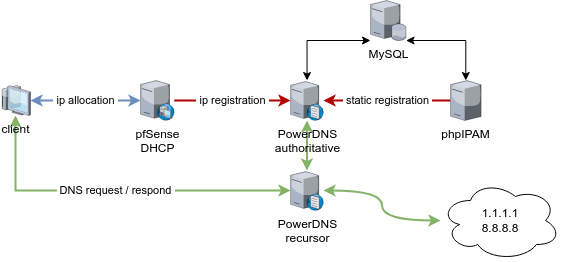 MySQL
ip allocation
ip registration
static registration
client
pfSense
DHCP
PowerDNS
authoritative
phpIPAM
DNS request / respond
PowerDNS
recursor
1.1.1.1
8.8.8.8